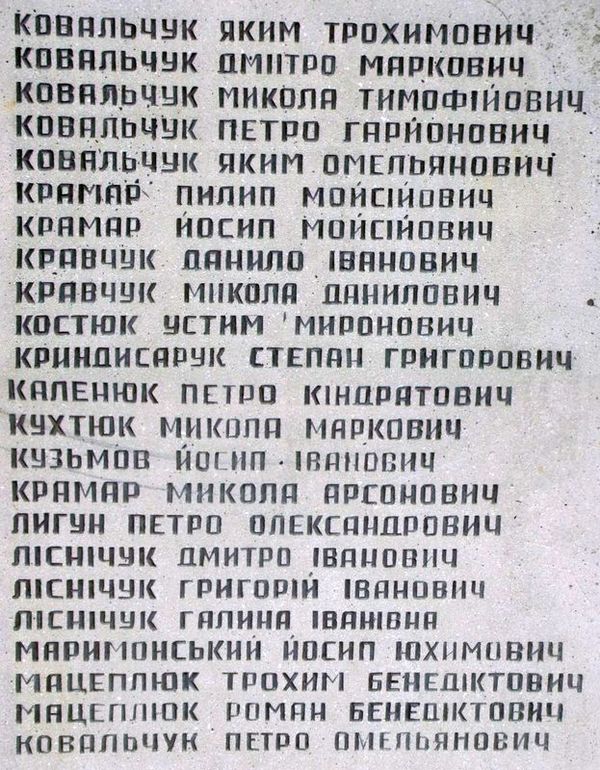 КОВАЛЬЧУК ЯКИМ ТРОХИМОВИЧ
КОВАЛЬЧУК ДМИТРО МАРКОВИЧ
КОВАЛЬЧУК МИКОЛА ТИМОФІЙОВИЧ
КОВАЛЬЧУК ПЕТРО ГАРЙОНОВИЧ
КОВАЛЬЧУК ЯКИМ ОМЕЛЬЯНОВИЧ
КРАМАР ПИЛИП МОЙСІЙОВИЧ
КРАМАР ЙОСИП МОЙСІЙОВИЧ
КРАВЧУК ДАНИЛО ІВАНОВИЧ
КРАВЧУК МИКОЛА ДАНИЛОВИЧ
КОСТЮК УСТИМ МИРОНОВИЧ
КРИНДИСАРУК СТЕПАН ГРИГОРОВИЧ
КАЛЕНЮК ПЕТРО КІНДРАТОВИЧ
КУХТЮК МИКОЛА МАРКОВИЧ
КУЗЬМОВ ЙОСИП ІВАНОВИЧ
КРАМАР МИКОЛА АРСОНОВИЧ
ЛИГУН ПЕТРО ОЛЕКСАНДРОВИЧ
ЛІСНІЧУК ДМИТРО ІВАНОВИЧ
ЛІСНІЧУК ГРИГОРІЙ ІВАНОВИЧ
ЛІСНІЧУК ГАЛИНА ІВАНІВНА
МАРИМОНСЬКИЙ ЙОСИП ЮХИМОВИЧ
МАЦЕПЛЮК ТРОХИМ БЕНЕДІКТОВИЧ
МАЦЕПЛЮК РОМАН БЕНЕДІКТОВИЧ
КОВАЛЬЧУК ПЕТРО ОМЕЛЬЯНОВИЧ